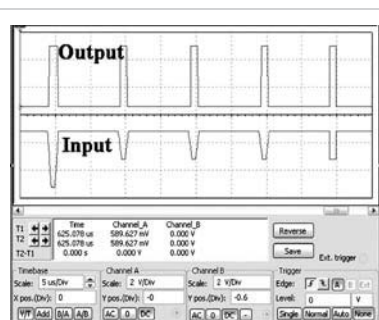 Output
Input
Time Channel_A Channel_B
T1 625.078 us 589.627 mV 0.000 V
T2 625.078 us 589.627 mV 0.000 V
T2-T1 0.000 s 0.000 V 0.000 V
Reverse
Save
Ext. trigger
Timebase Channel A Channel B Trigger
Scale: 5 us/Div Scale: 2 V/Div Scale: 2 V/Div Edge: A B Ext
X pos.(Div): 0 Y pos.(Div): -0 Y pos.(Div): -0.6 Level: 0 V
Y/T Add B/A A/B AC 0 DC AC 0 DC - Single Normal Auto None